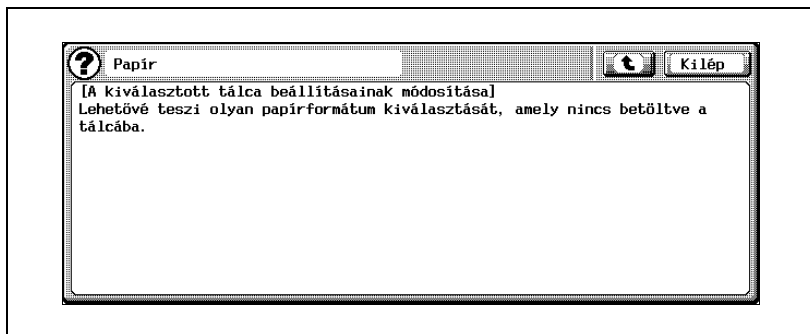 Papír
Kilép
[A kiválasztott tálca beállításainak módosítása]
Lehetővé teszi olyan papírformátum kiválasztását, amely nincs betöltve a
tálcába.